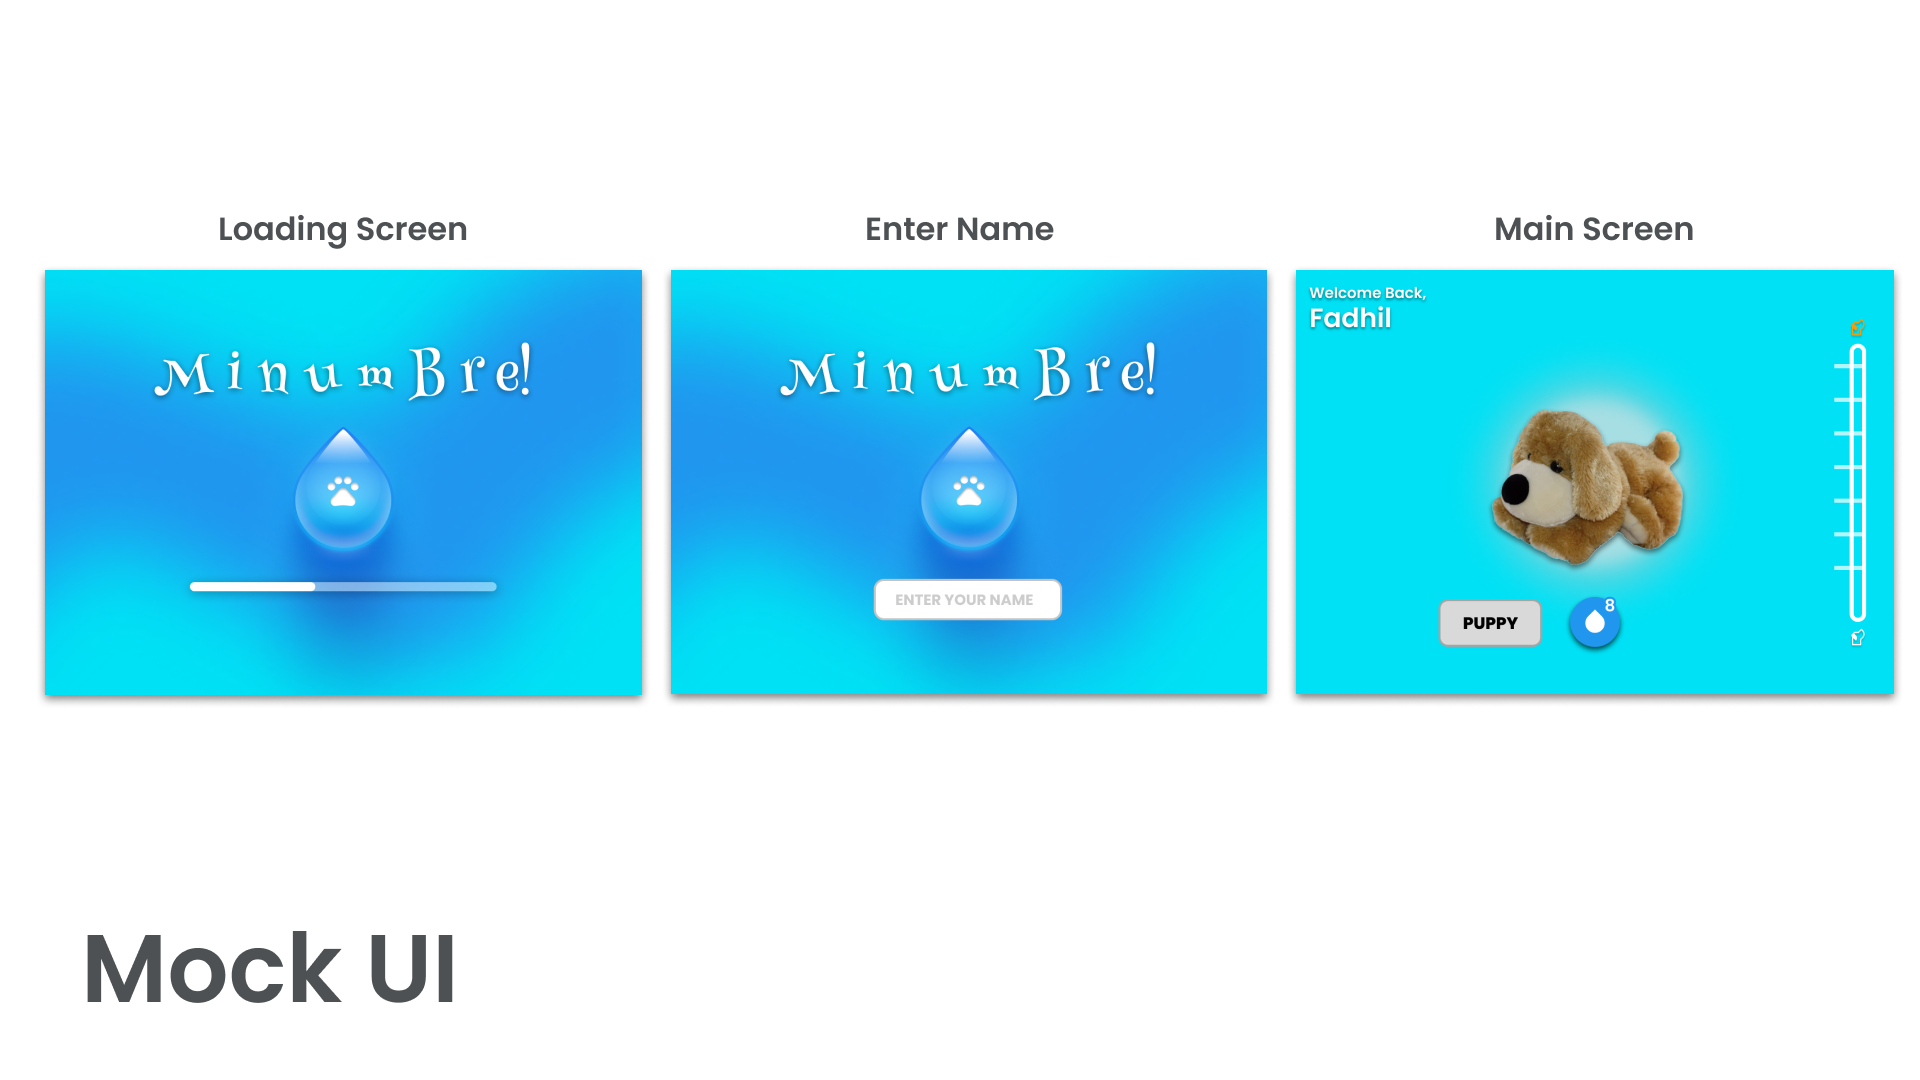 Loading Screen
Enter Name
Main Screen
MinumBre!
MinumBre!
ENTER YOUR NAME
Welcome Back,
Fadhil
PUPPY
8
Mock UI